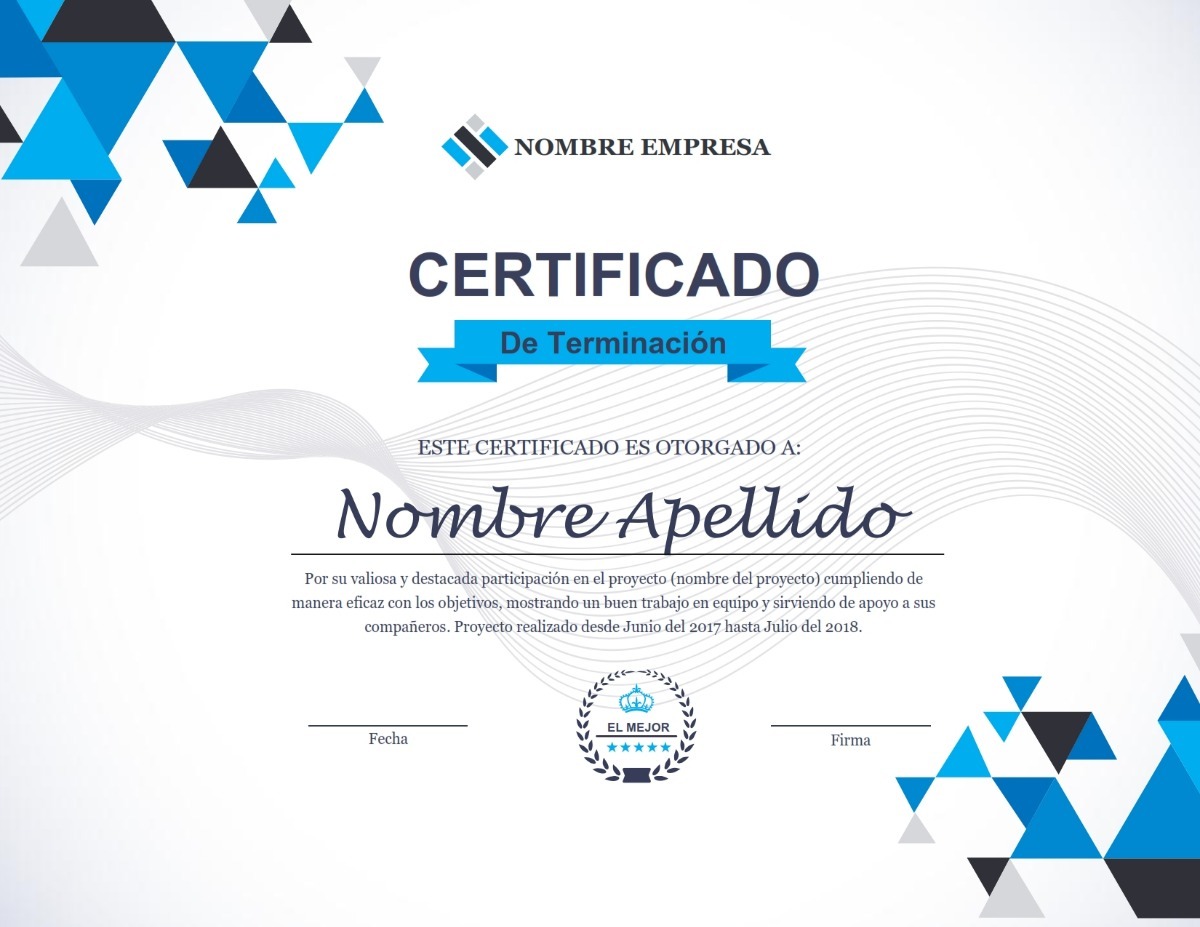 NOMBRE EMPRESA
CERTIFICADO
De Terminación
ESTE CERTIFICADO ES OTORGADO A:
Nombre Apellido
Por su valiosa y destacada participación en el proyecto (nombre del proyecto) cumpliendo de
manera eficaz con los objetivos, mostrando un buen trabajo en equipo y sirviendo de apoyo a sus
compañeros. Proyecto realizado desde Junio del 2017 hasta Julio del 2018.
EL MEJOR
Fecha
Firma